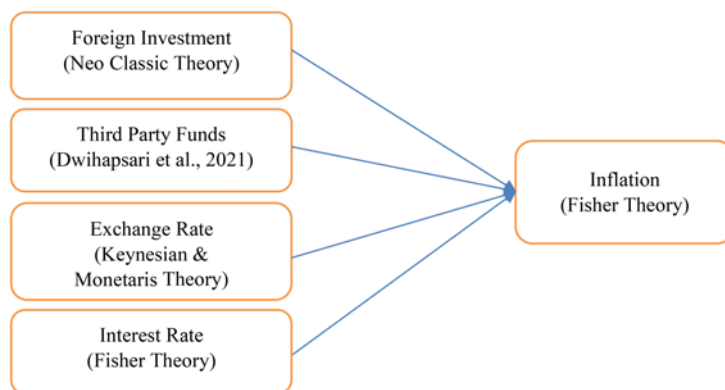 Foreign Investment
(Neo Classic Theory)
Third Party Funds
(Dwihapsari et al., 2021)
Exchange Rate
(Keynesian &
Monetaris Theory)
Interest Rate
(Fisher Theory)
Inflation
(Fisher Theory)